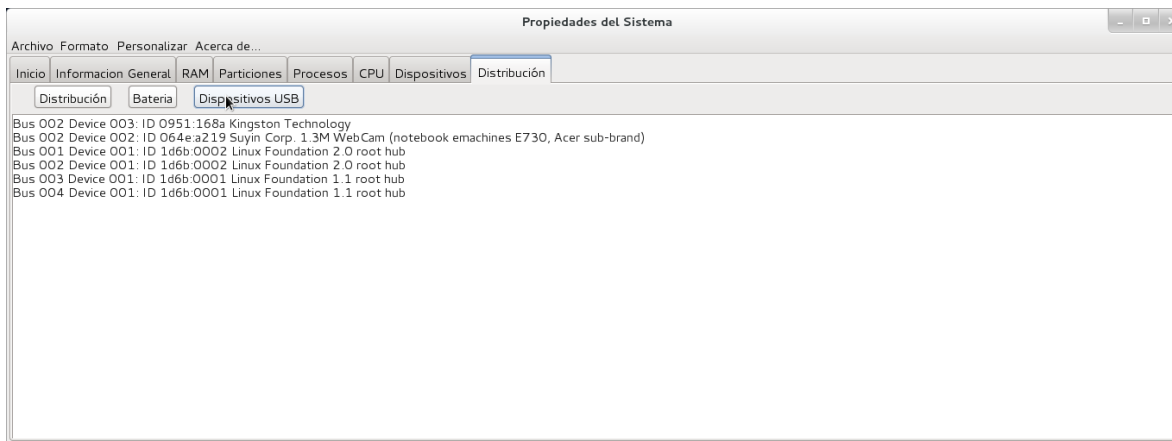 Propiedades del Sistema
Archivo Formato Personalizar Acerca de...
Inicio Informacion General RAM Particiones Procesos CPU Dispositivos Distribución
Distribución Bateria Dispositivos USB
Bus 002 Device 003: ID 0951:168a Kingston Technology
Bus 002 Device 002: ID 064e:a219 Suyin Corp. 1.3M WebCam (notebook emachines E730, Acer sub-brand)
Bus 001 Device 001: ID 1d6b:0002 Linux Foundation 2.0 root hub
Bus 002 Device 001: ID 1d6b:0002 Linux Foundation 2.0 root hub
Bus 003 Device 001: ID 1d6b:0001 Linux Foundation 1.1 root hub
Bus 004 Device 001: ID 1d6b:0001 Linux Foundation 1.1 root hub